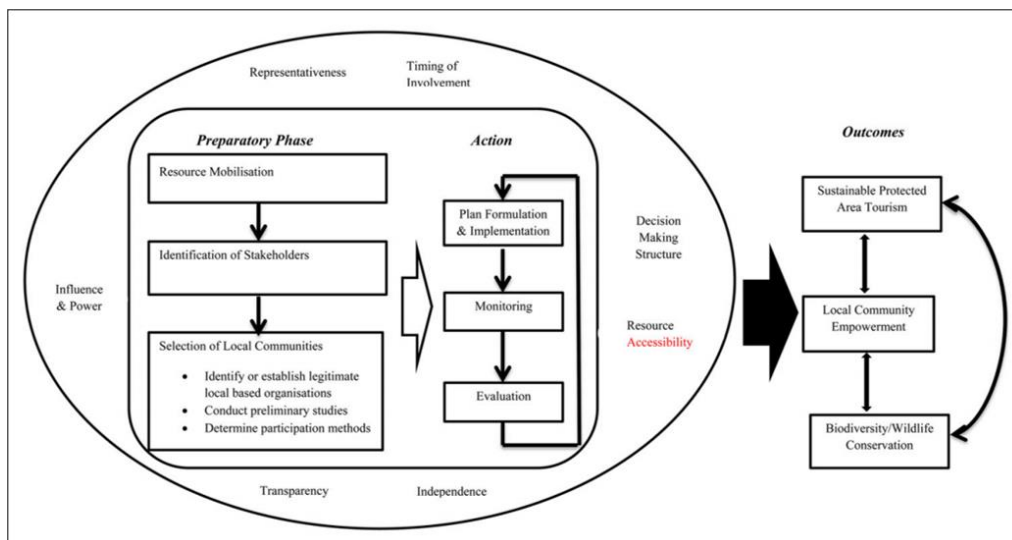 Representativeness
Timing of
Involvement
Preparatory Phase
Resource Mobilisation
Identification of Stakeholders
Selection of Local Communities
• Identify or establish legitimate
local based organisations
• Conduct preliminary studies
• Determine participation methods
Action
Plan Formulation
& Implementation
Monitoring
Evaluation
Influence
& Power
Decision
Making
Structure
Resource
Accessibility
Transparency
Independence
Outcomes
Sustainable Protected
Area Tourism
Local Community
Empowerment
Biodiversity/Wildlife
Conservation